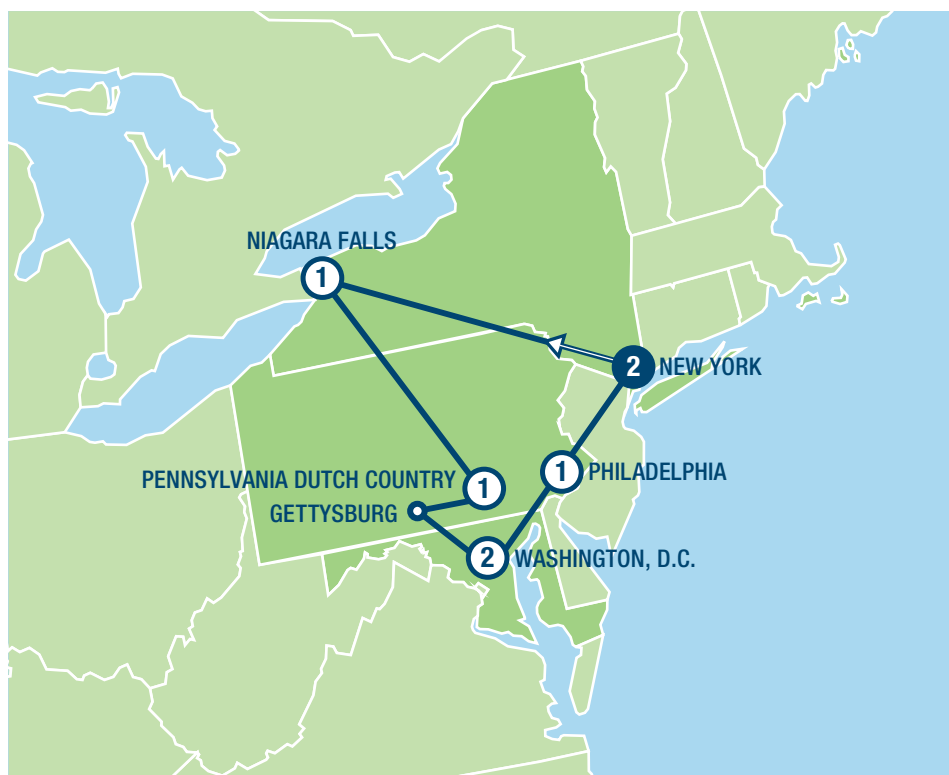 NIAGARA FALLS
1
2 NEW YORK
PENNSYLVANIA DUTCH COUNTRY 1
1 PHILADELPHIA
GETTYSBURG
2 WASHINGTON, D.C.